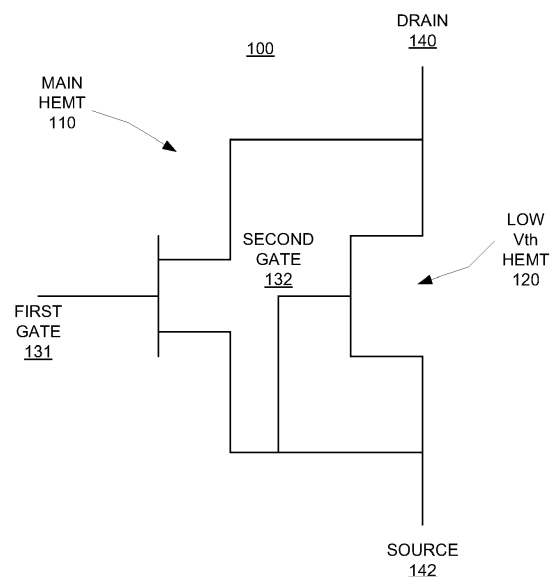 DRAIN
140
100
MAIN
HEMT
110
LOW
Vth
HEMT
120
SECOND
GATE
132
FIRST
GATE
131
SOURCE
142